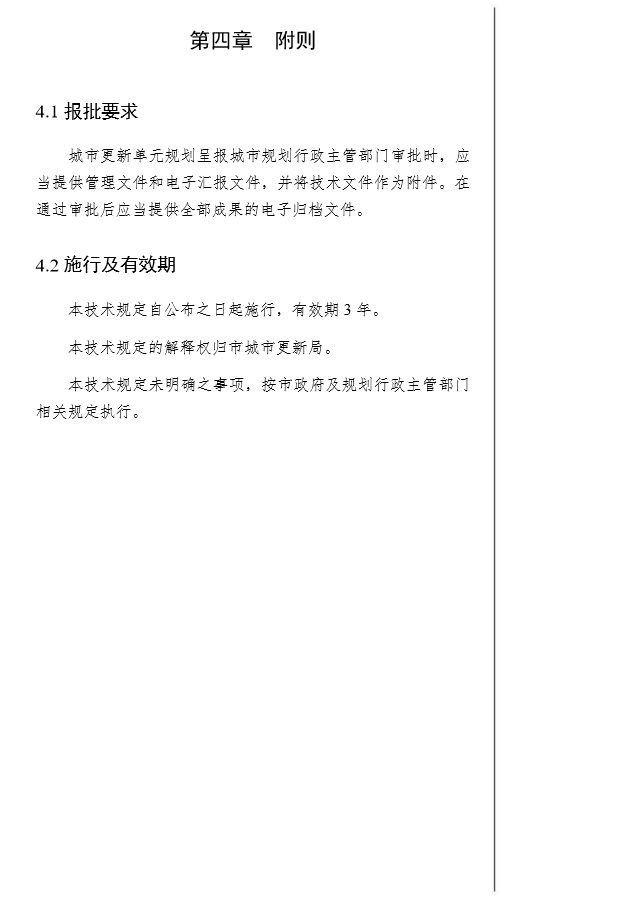 第四章　附则
4.1 报批要求
城市更新单元规划呈报城市规划行政主管部门审批时，应
当提供管理文件和电子汇报文件，并将技术文件作为附件。在
通过审批后应当提供全部成果的电子归档文件。
4.2 施行及有效期
本技术规定自公布之日起施行，有效期 3 年。
本技术规定的解释权归市城市更新局。
本技术规定未明确之事项，按市政府及规划行政主管部门
相关规定执行。